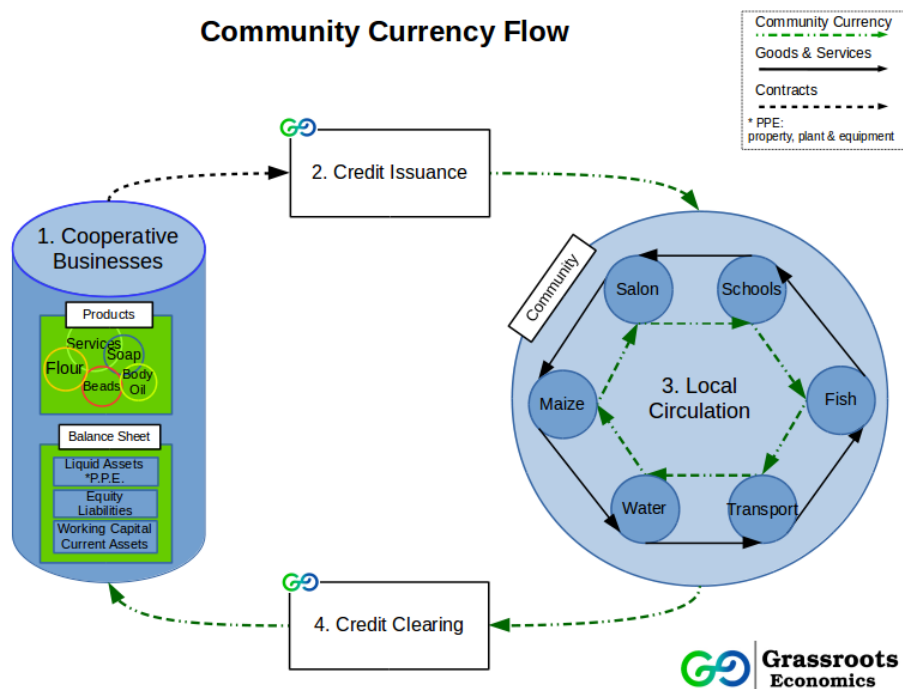 Community Currency Flow
Community Currency
Goods & Services
Contracts
* PPE:
property, plant & equipment
2. Credit Issuance
1. Cooperative
Businesses
Products
Services
Soap
Flour
Beads
Body
Oil
Balance Sheet
Liquid Assets
*P.P.E.
Equity
Liabilities
Working Capital
Current Assets
Community
Salon
Schools
Maize
3. Local
Circulation
Fish
Water
Transport
4. Credit Clearing
Grassroots
Economics